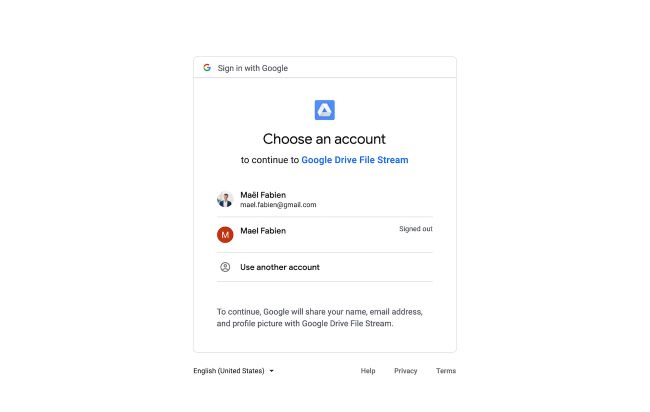 Sign in with Google
Choose an account
to continue to Google Drive File Stream
Maël Fabien
mael.fabien@gmail.com
M
Mael Fabien
Signed out
Use another account
To continue, Google will share your name, email address,
and profile picture with Google Drive File Stream.
English (United States)
Help
Privacy
Terms